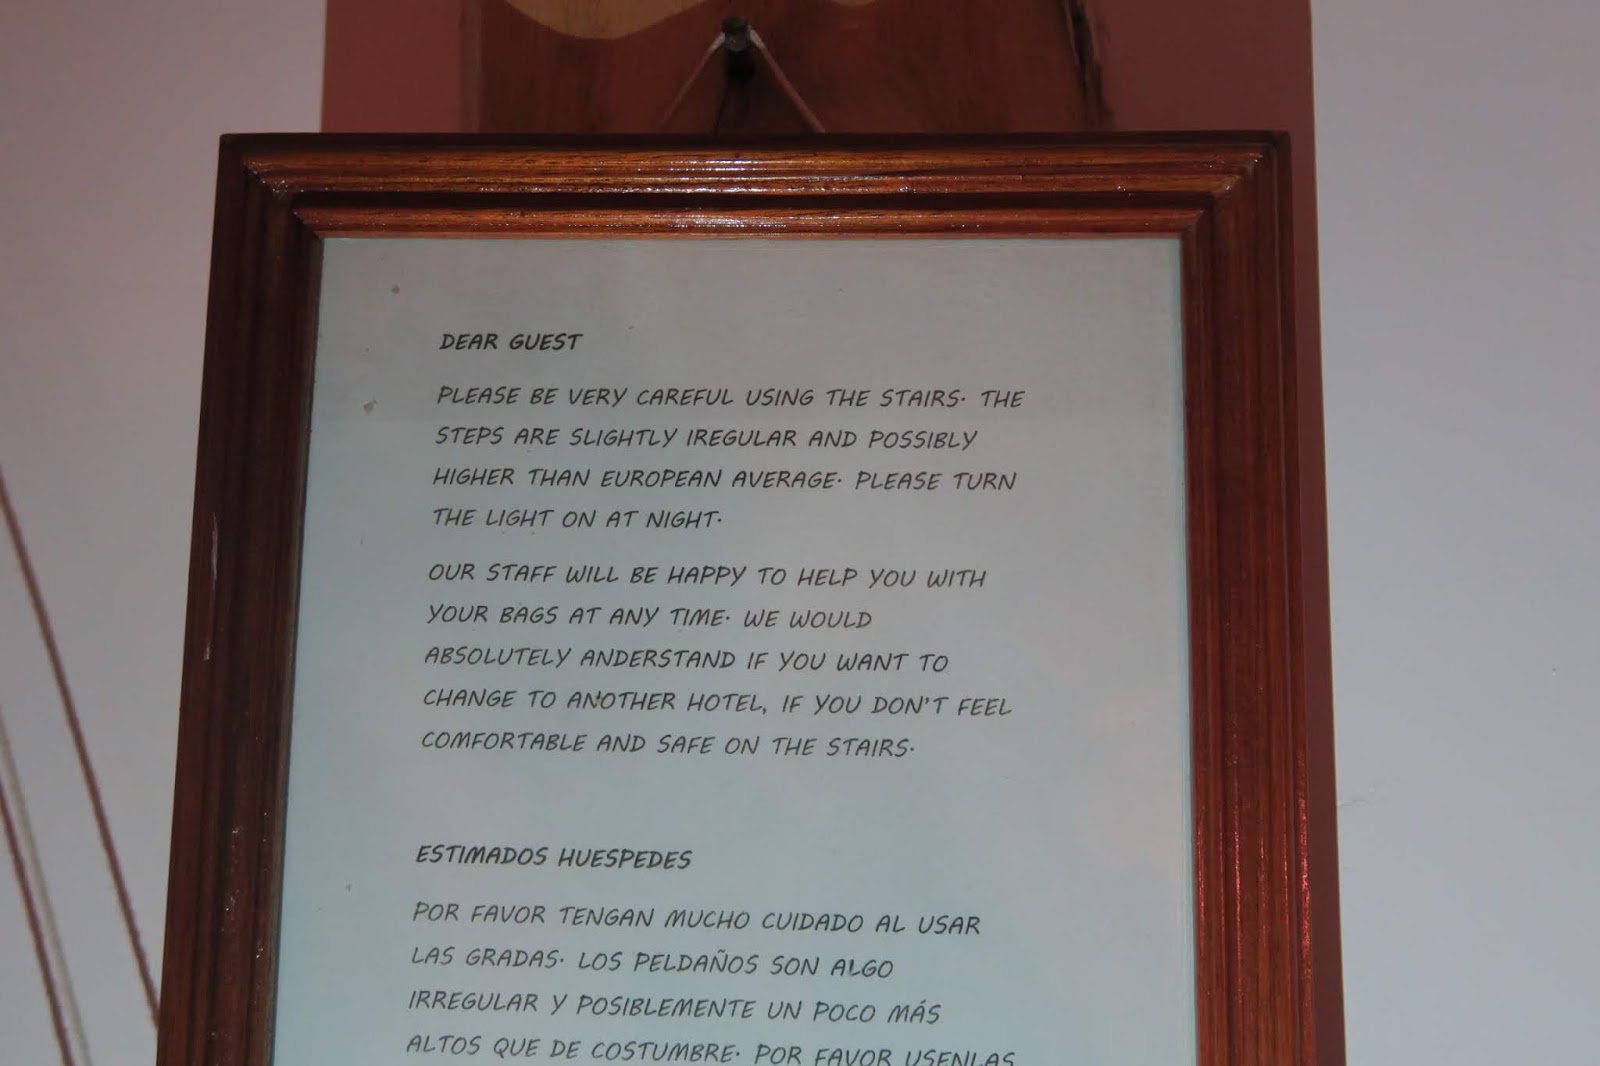 DEAR GUEST
PLEASE BE VERY CAREFUL USING THE STAIRS. THE
STEPS ARE SLIGHTLY IREGULAR AND POSSIBLY
HIGHER THAN EUROPEAN AVERAGE. PLEASE TURN
THE LIGHT ON AT NIGHT.
OUR STAFF WILL BE HAPPY TO HELP YOU WITH
YOUR BAGS AT ANY TIME. WE WOULD
ABSOLUTELY ANDERSTAND IF YOU WANT TO
CHANGE TO ANOTHER HOTEL, IF YOU DON'T FEEL
COMFORTABLE AND SAFE ON THE STAIRS.
ESTIMADOS HUESPEDES
POR FAVOR TENGAN MUCHO CUIDADO AL USAR
LAS GRADAS. LOS PELDAÑOS SON ALGO
IRREGULAR Y POSIBLEMENTE UN POCO MÁS
ALTOS QUE DE COSTUMBRE. POR FAVOR USENLAS